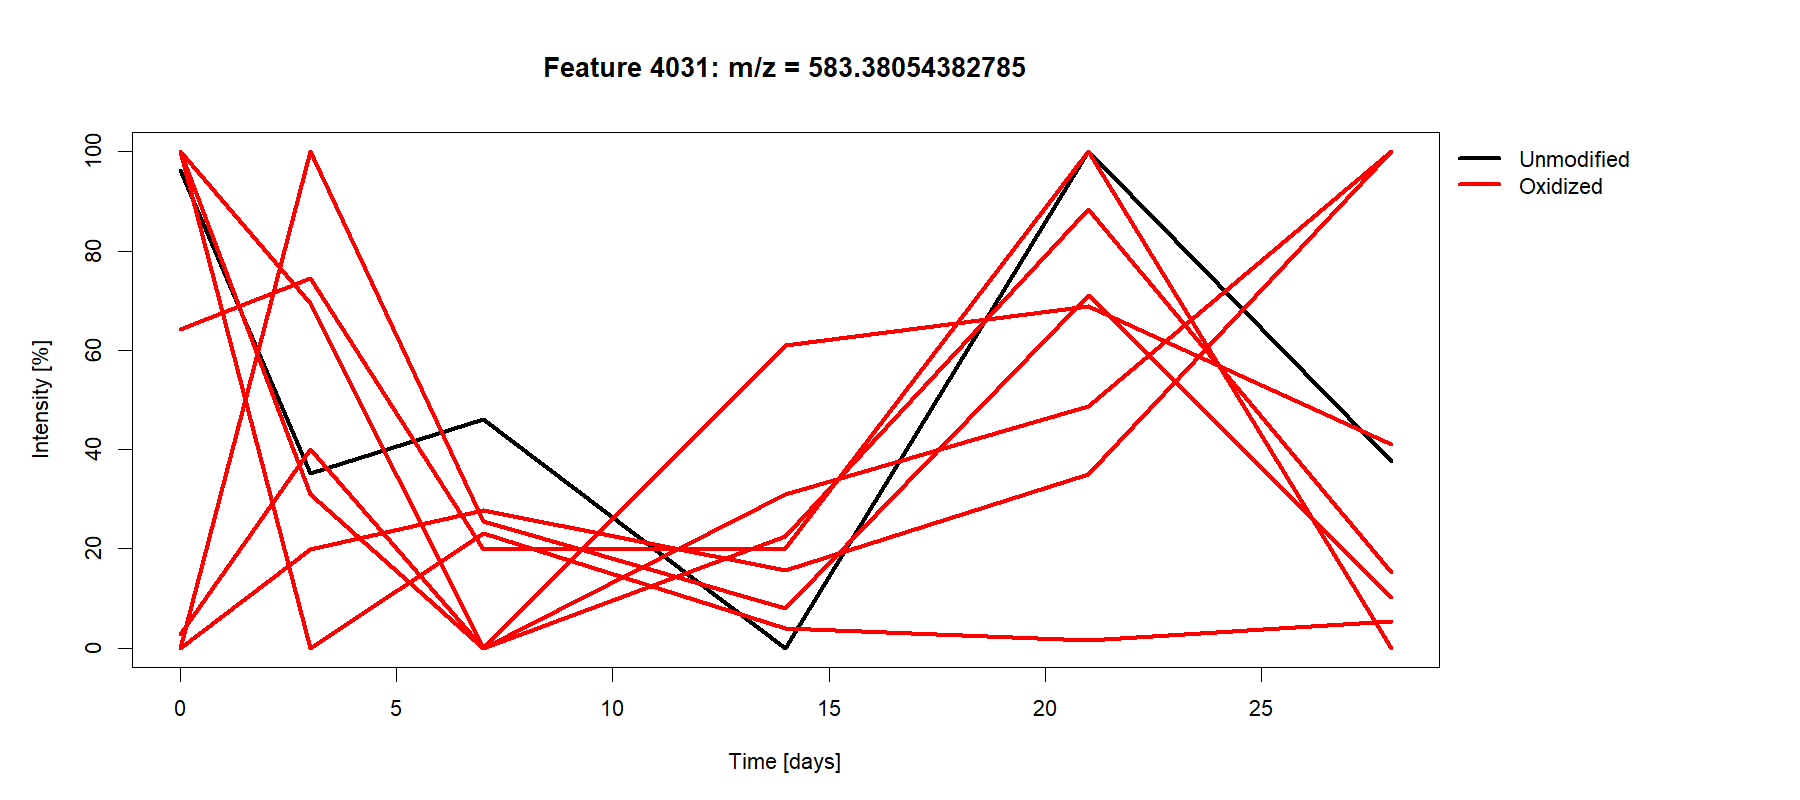 Feature 4031: m/z = 583.38054382785
Unmodified
Oxidized
Intensity [%]
100
80
60
40
20
0
0 5 10 15 20 25
Time [days]